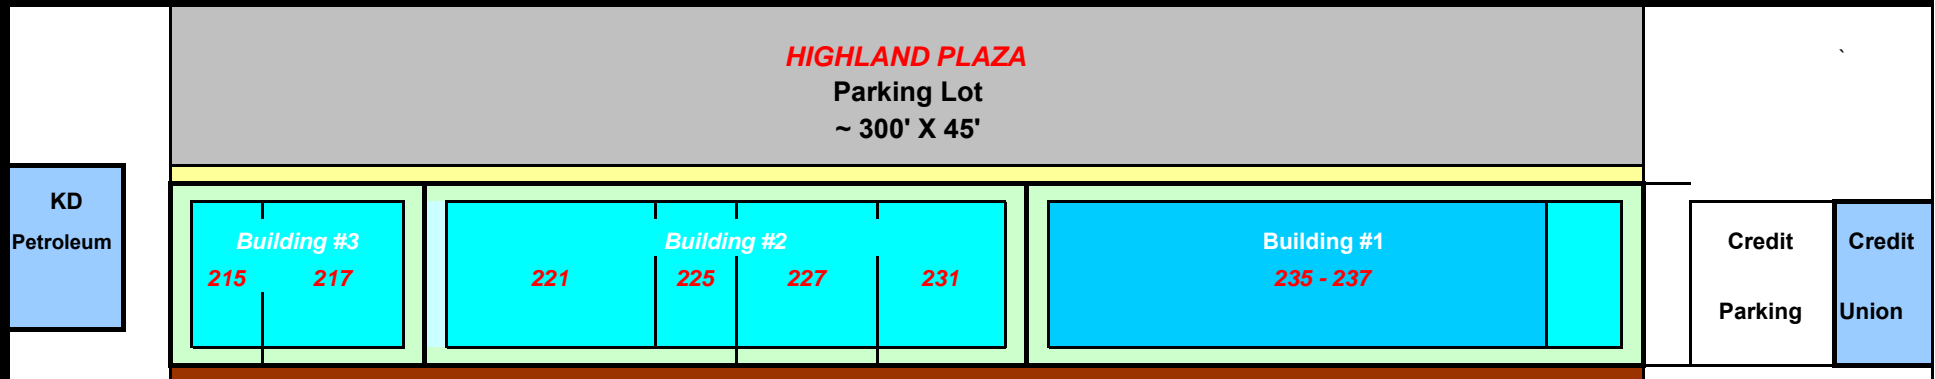 HIGHLAND PLAZA
`
Parking Lot
~ 300' X 45'
KD
Petroleum
Building #3
215 217
Building #2
221 225 227 231
Building #1
235 - 237
Credit
Parking
Credit
Union